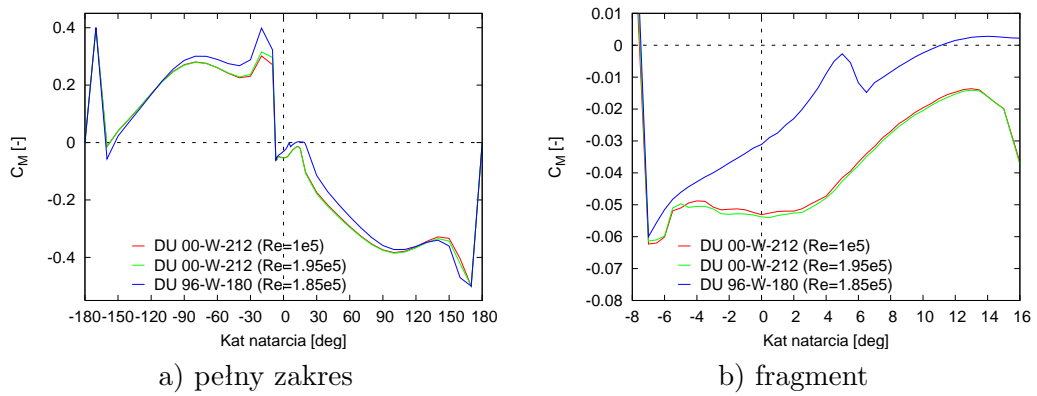 0.4
0.2
0
-0.2
-0.4
C_M [-]
-180 -150 -120 -90 -60 -30 0 30 60 90 120 150 180
Kat natarcia [deg]
DU 00-W-212 (Re=1e5)
DU 00-W-212 (Re=1.95e5)
DU 96-W-180 (Re=1.85e5)
a) pełny zakres
0.01
0
-0.01
-0.02
-0.03
-0.04
-0.05
-0.06
-0.07
-0.08
C_M [-]
-8 -6 -4 -2 0 2 4 6 8 10 12 14 16
Kat natarcia [deg]
DU 00-W-212 (Re=1e5)
DU 00-W-212 (Re=1.95e5)
DU 96-W-180 (Re=1.85e5)
b) fragment